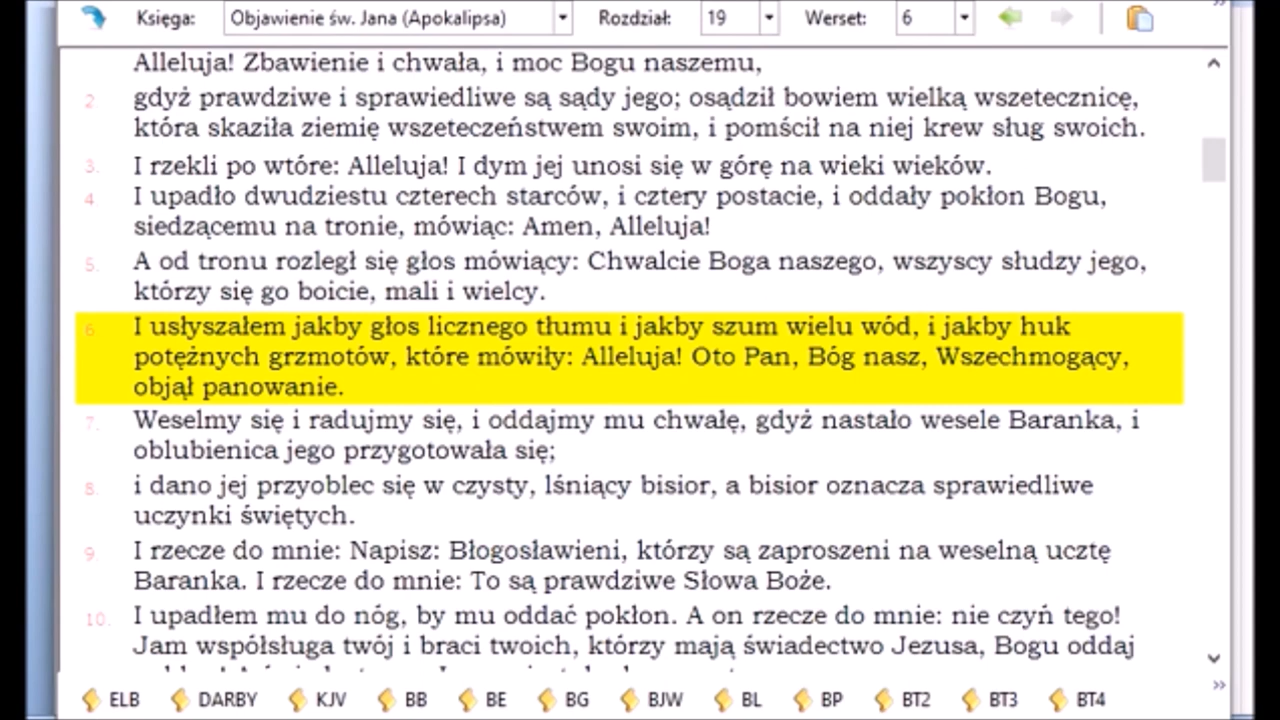 Księga: Objawienie św. Jana (Apokalipsa) Rozdział: 19 Werset: 6
Alleluja! Zbawienie i chwała, i moc Bogu naszemu,
2. gdyż prawdziwe i sprawiedliwe są sądy jego; osądził bowiem wielką wszetecznicę,
która skaziła ziemię wszeteczeństwem swoim, i pomścił na niej krew sług swoich.
3. I rzekli po wtóre: Alleluja! I dym jej unosi się w górę na wieki wieków.
4. I upadło dwudziestu czterech starców, i cztery postacie, i oddały pokłon Bogu,
siedzącemu na tronie, mówiąc: Amen, Alleluja!
5. A od tronu rozległ się głos mówiący: Chwalcie Boga naszego, wszyscy słudzy jego,
którzy się go boicie, mali i wielcy.
6 I usłyszałem jakby głos licznego tłumu i jakby szum wielu wód, i jakby huk
potężnych grzmotów, które mówiły: Alleluja! Oto Pan, Bóg nasz, Wszechmogący,
objął panowanie.
7. Weselmy się i radujmy się, i oddajmy mu chwałę, gdyż nastało wesele Baranka, i
oblubienica jego przygotowała się;
8. i dano jej przyoblec się w czysty, lśniący bisior, a bisior oznacza sprawiedliwe
uczynki świętych.
9. I rzecze do mnie: Napisz: Błogosławieni, którzy są zaproszeni na weselną ucztę
Baranka. I rzecze do mnie: To są prawdziwe Słowa Boże.
10. I upadłem mu do nóg, by mu oddać pokłon. A on rzecze do mnie: nie czyń tego!
Jam współsługa twój i braci twoich, którzy mają świadectwo Jezusa, Bogu oddaj
ELB DARBY KJV BB BE BG BJW BL BP BT2 BT3 BT4